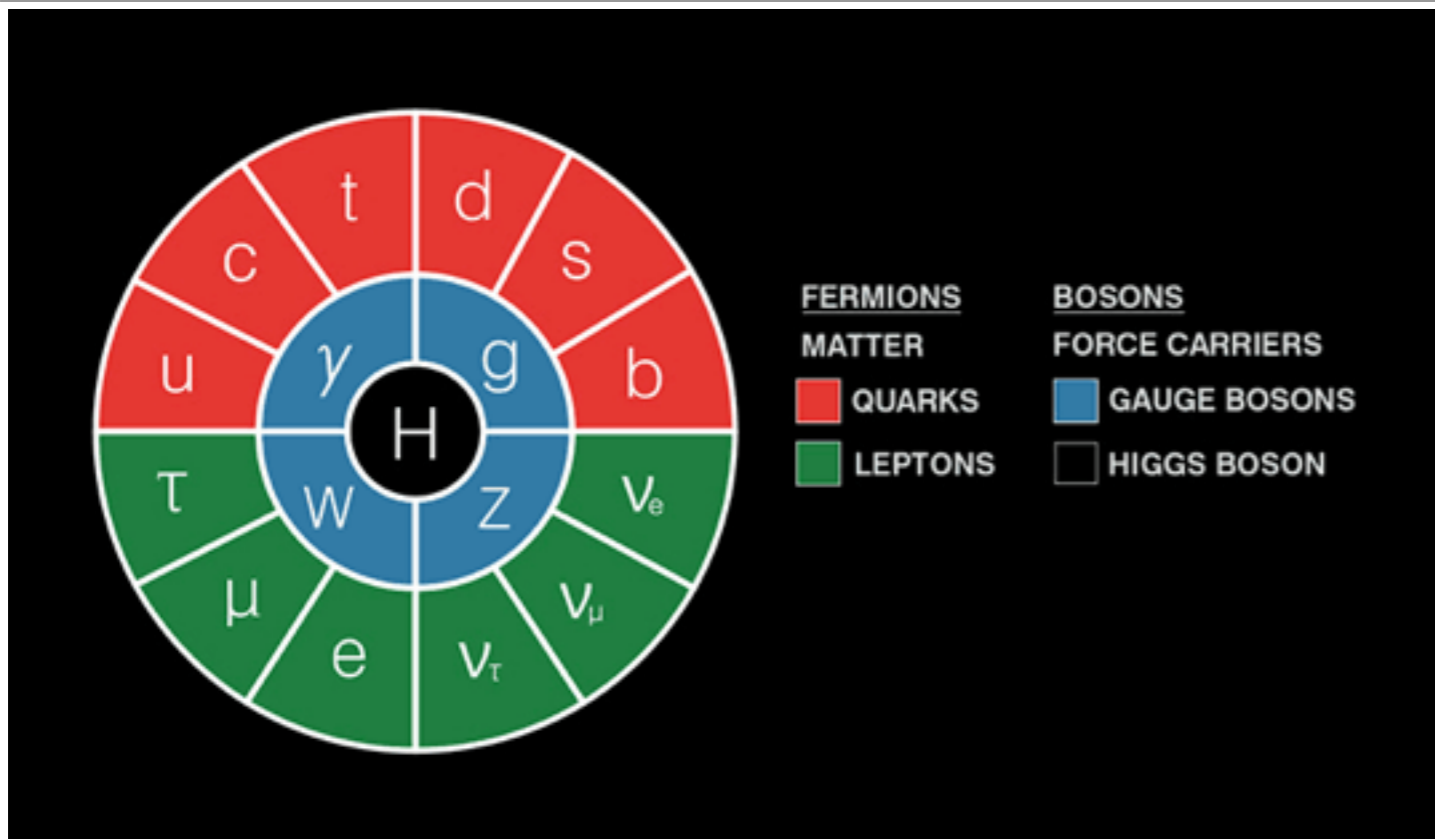 t
d
c
s
u
b
γ
g
H
W
Z
τ
νe
μ
νμ
e
ντ
FERMIONS
MATTER
QUARKS
LEPTONS
BOSONS
FORCE CARRIERS
GAUGE BOSONS
HIGGS BOSON